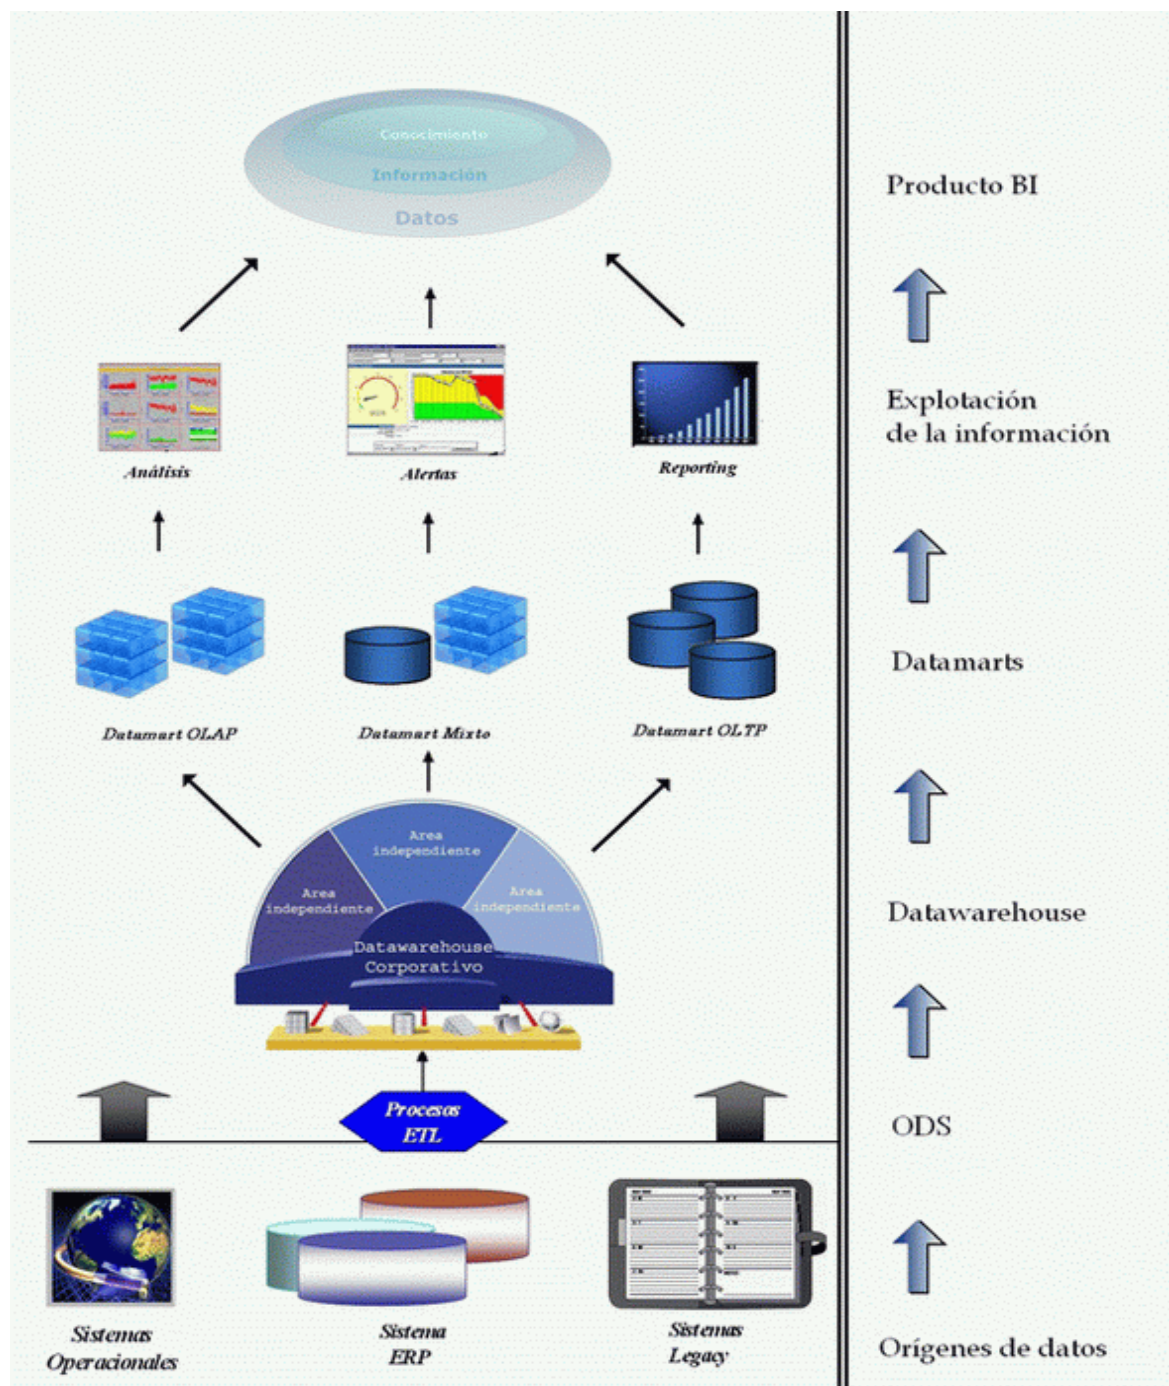 Conocimiento
Información
Datos
Producto BI
Análisis
Alertas
Reporting
Explotación
de la información
Datamart OLAP
Datamart Mixto
Datamart OLTP
Datamarts
Area
independiente
Area
independiente
Area
independiente
Datawarehouse
Corporativo
Datawarehouse
Procesos
ETL
ODS
Sistemas
Operacionales
Sistema
ERP
Sistemas
Legacy
Orígenes de datos